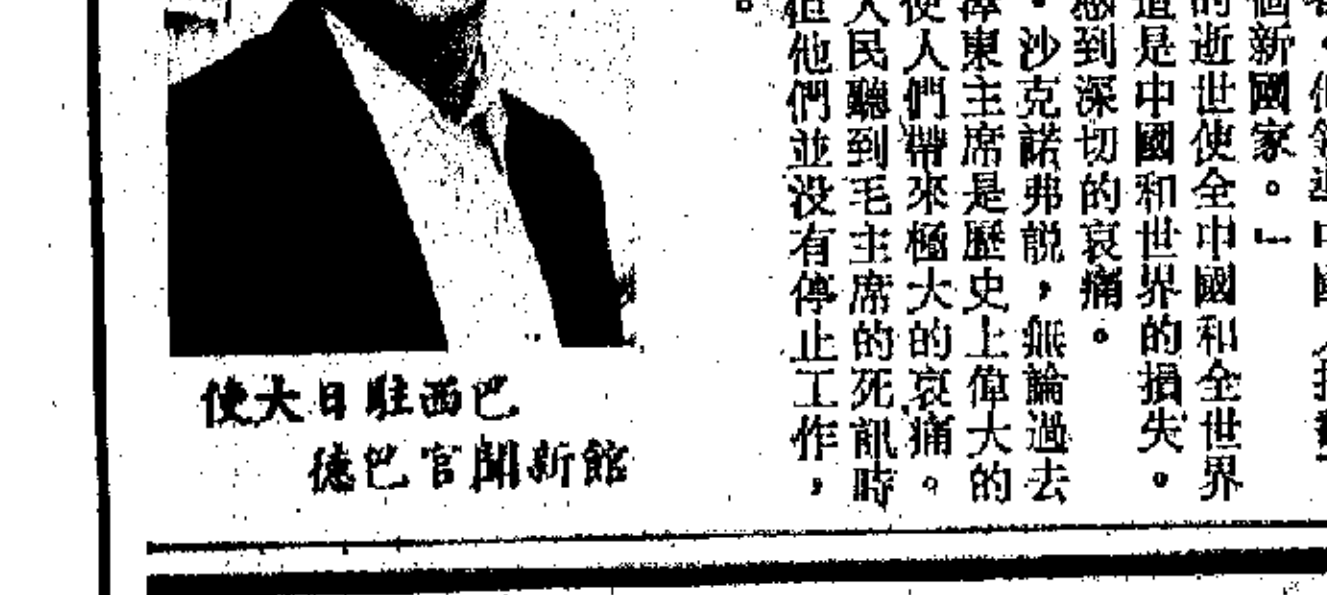 個新國家。」
的逝世使全中國和全世界
這是中國和世界的損失。
感到深切的哀痛。
。沙克諾弗説，無論過去
澤東主席是歷史上偉大的
使人們帶來極大的哀痛。
人民聽到毛主席的死訊時
但他們並没有停止工作，
。
巴西駐日大使
館新聞官巴德